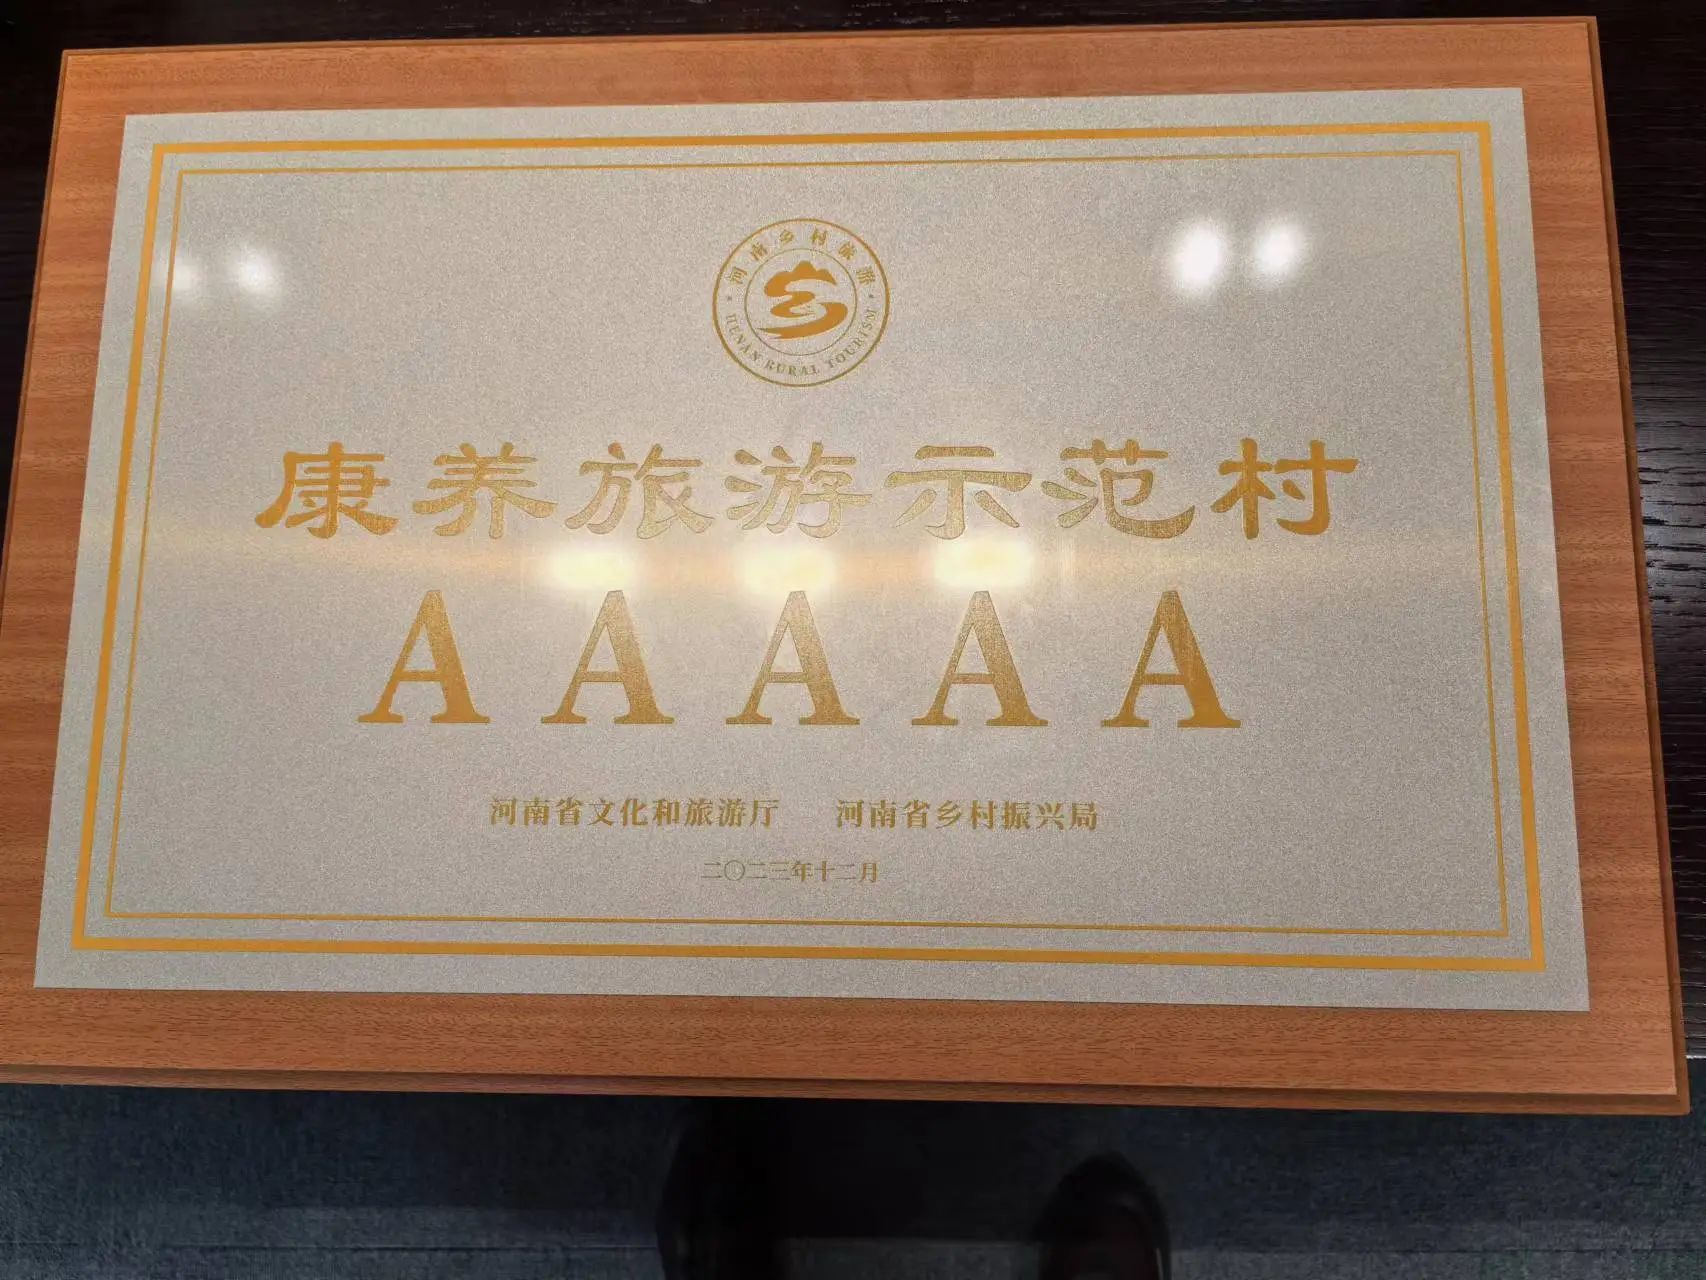 河南乡村旅游
HENAN RURAL TOURISM
康养旅游示范村
AAAAA
河南省文化和旅游厅 河南省乡村振兴局
二〇二三年十二月